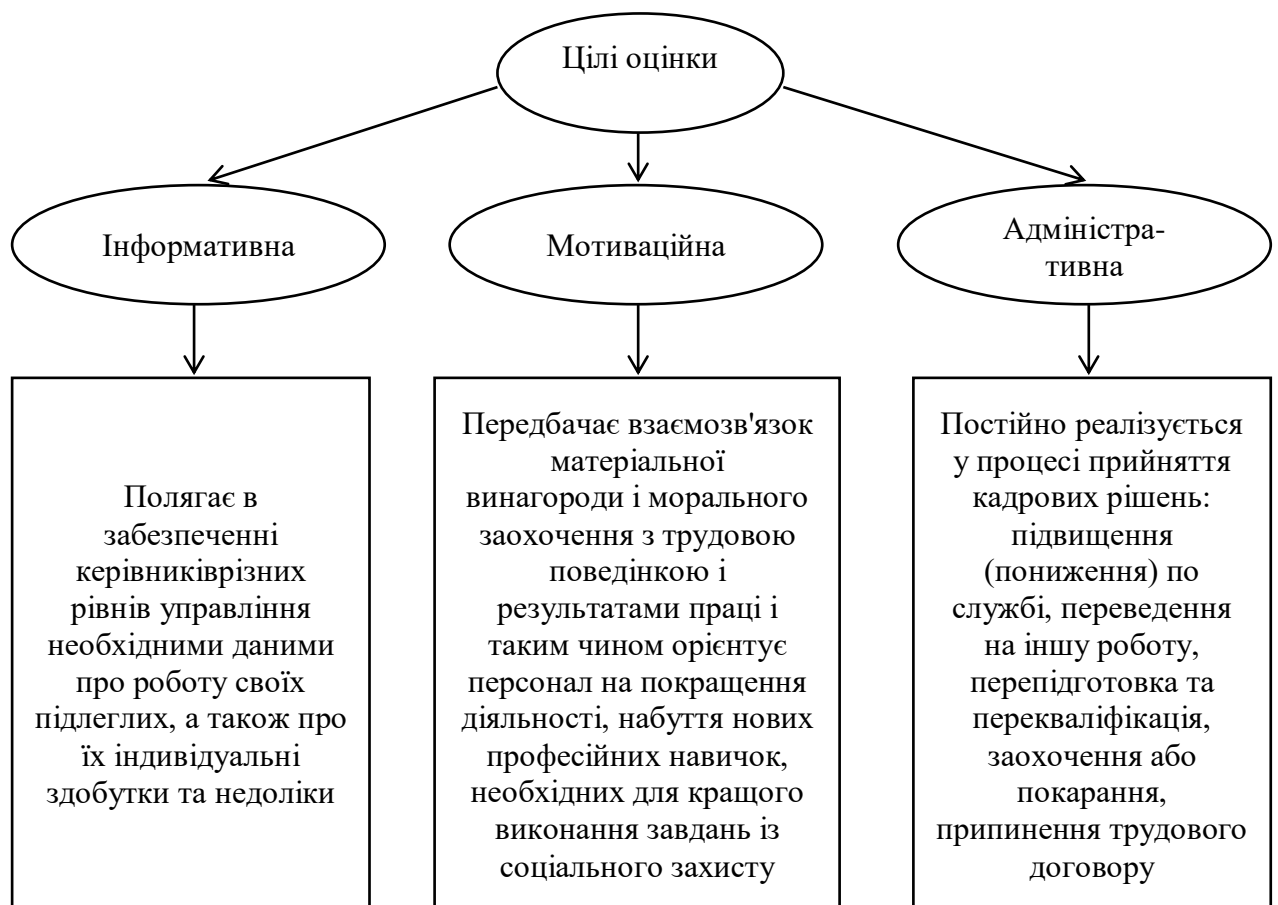 Цілі оцінки
Інформативна
Мотиваційна
Адміністра-
тивна
Полягає в
забезпеченні
керівниківрізних
рівнів управління
необхідними даними
про роботу своїх
підлеглих, а також про
їх індивідуальні
здобутки та недоліки
Передбачає взаємозв'язок
матеріальної
винагороди і морального
заохочення з трудовою
поведінкою і
результатами праці і
таким чином орієнтує
персонал на покращення
діяльності, набуття нових
професійних навичок,
необхідних для кращого
виконання завдань із
соціального захисту
Постійно реалізується
у процесі прийняття
кадрових рішень:
підвищення
(пониження) по
службі, переведення
на іншу роботу,
перепідготовка та
перекваліфікація,
заохочення або
покарання,
припинення трудового
договору